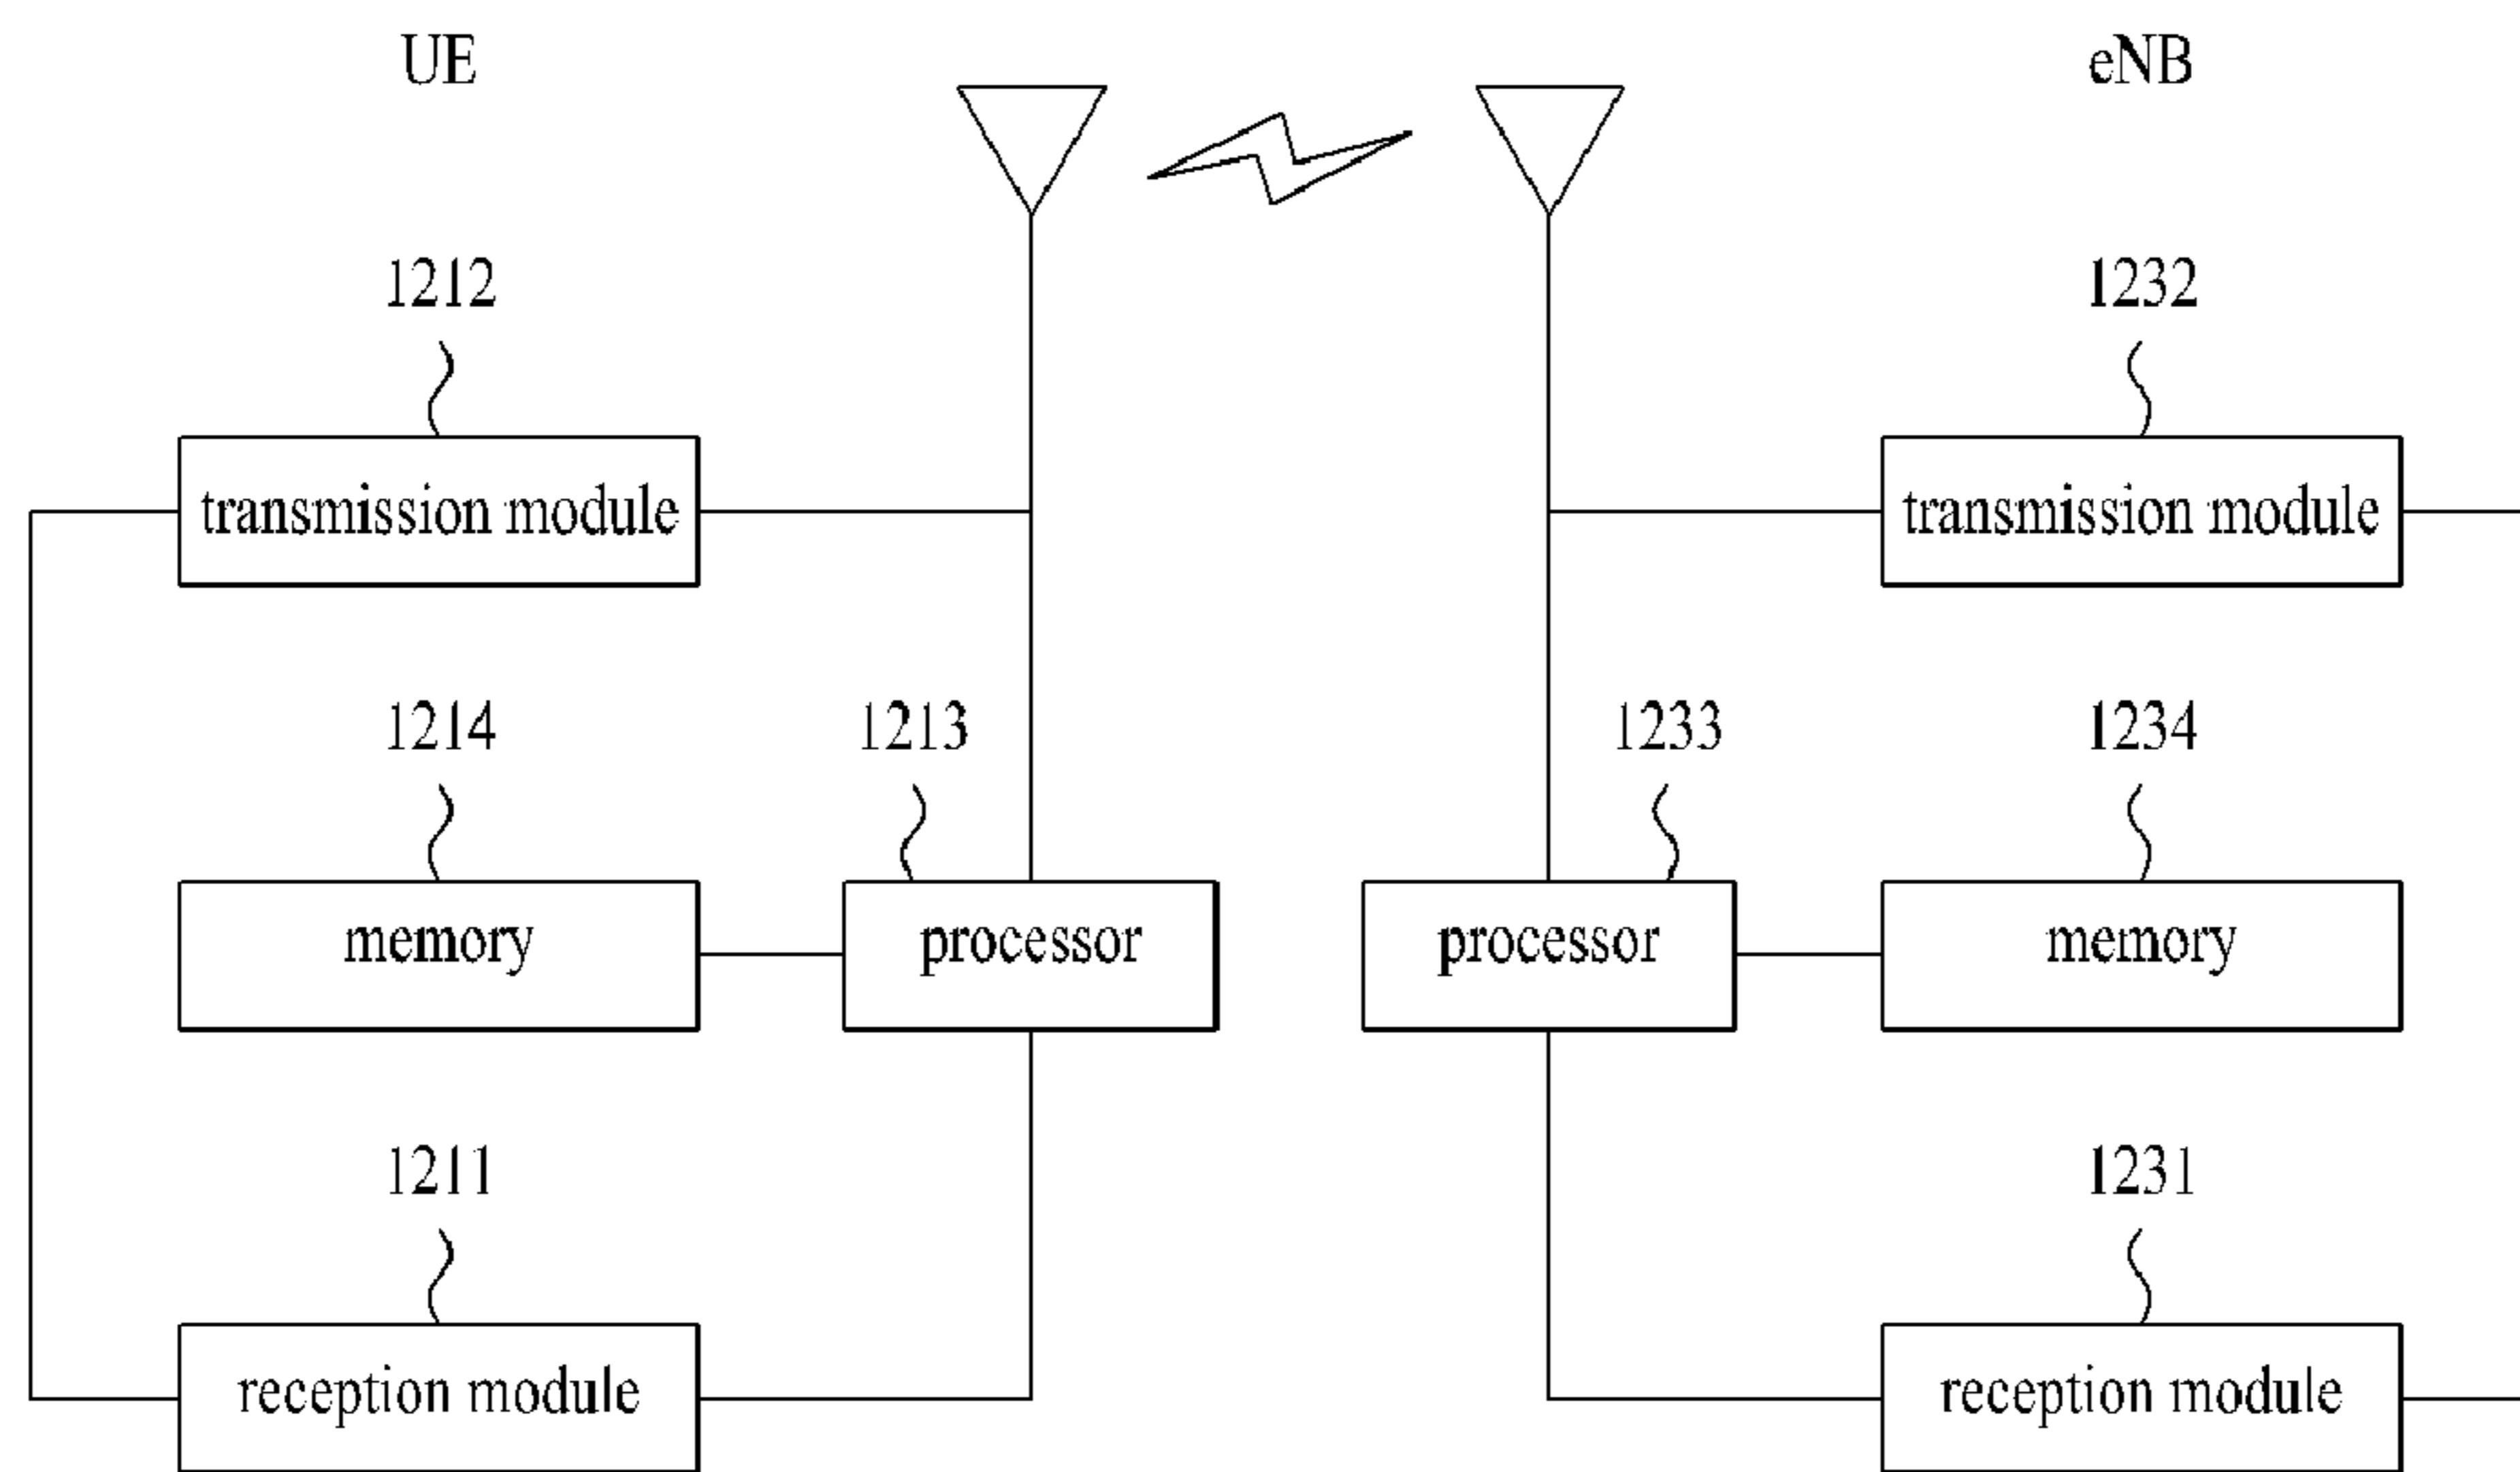 UE
eNB
1212
1232
transmission module
transmission module
1214
1213
1233
1234
memory
processor
processor
memory
1211
1231
reception module
reception module